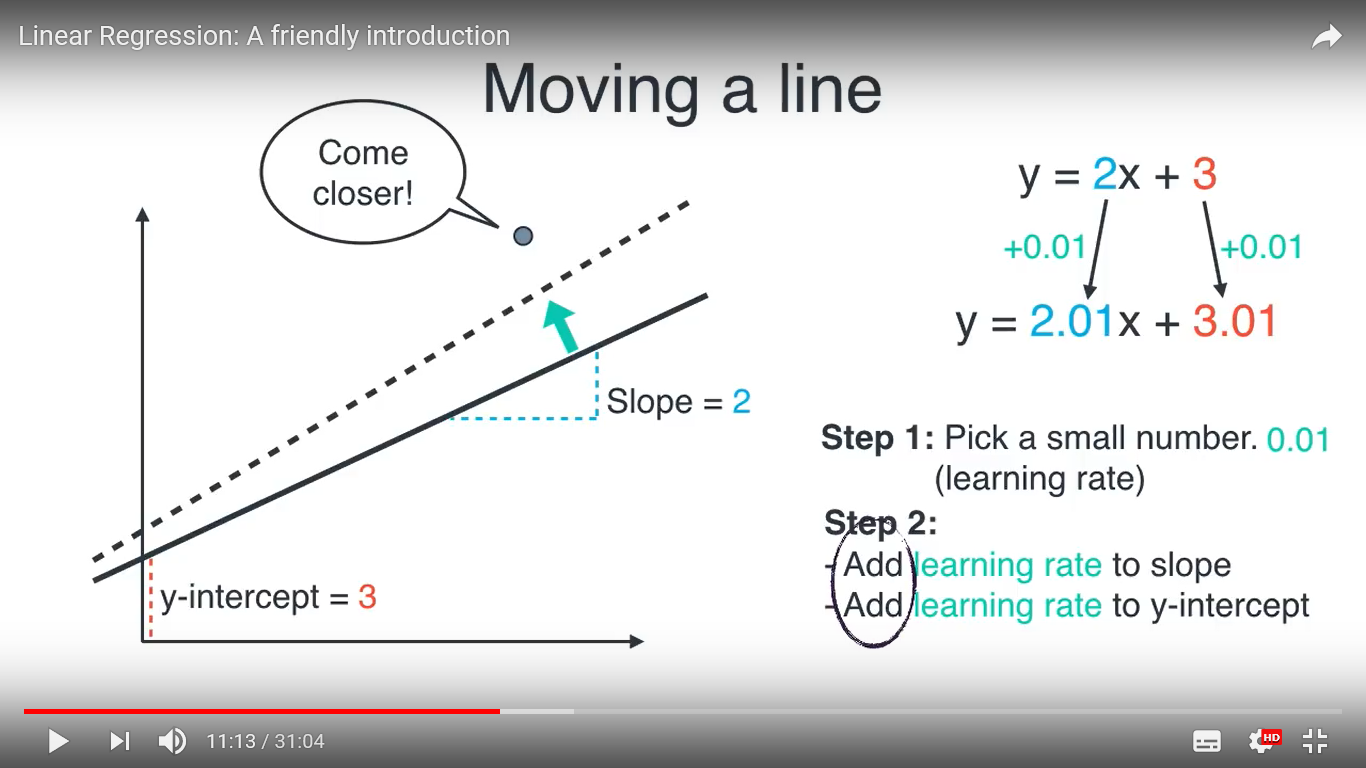 Linear Regression: A friendly introduction
Moving a line
Come
closer!
y = 2x + 3
+0.01 +0.01
y = 2.01x + 3.01
Slope = 2
y-intercept = 3
Step 1: Pick a small number. 0.01
(learning rate)
Step 2:
- Add learning rate to slope
- Add learning rate to y-intercept
11:13 / 31:04
HD